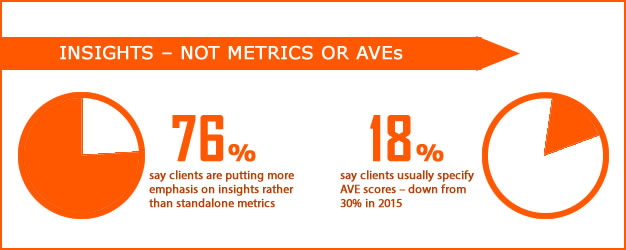 INSIGHTS – NOT METRICS OR AVEs
76%
say clients are putting more
emphasis on insights rather
than standalone metrics
18%
say clients usually specify
AVE scores – down from
30% in 2015